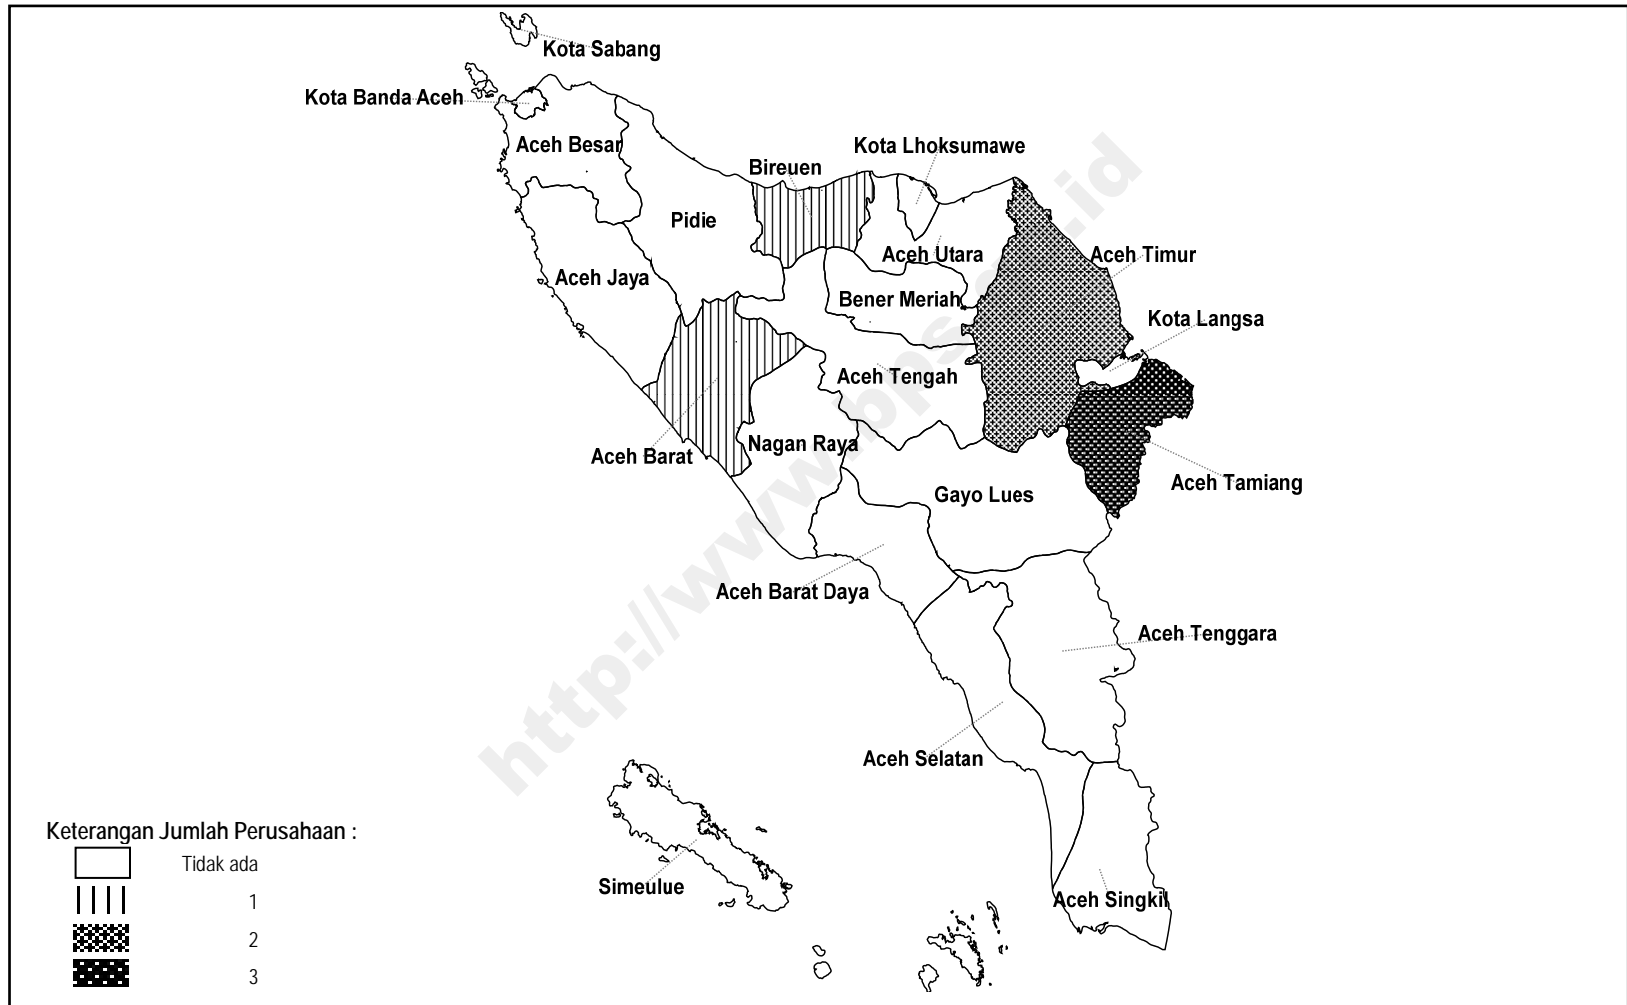 Kota Sabang
Kota Banda Aceh
Aceh Besar
Kota Lhoksumawe
Bireuen
Pidie
Aceh Utara
Aceh Timur
Aceh Jaya
Bener Meriah
Kota Langsa
Aceh Tengah
Nagan Raya
Aceh Barat
Aceh Tamiang
Gayo Lues
Aceh Barat Daya
Aceh Tenggara
Aceh Selatan
Simeulue
Aceh Singkil
Keterangan Jumlah Perusahaan :
Tidak ada
1
2
3